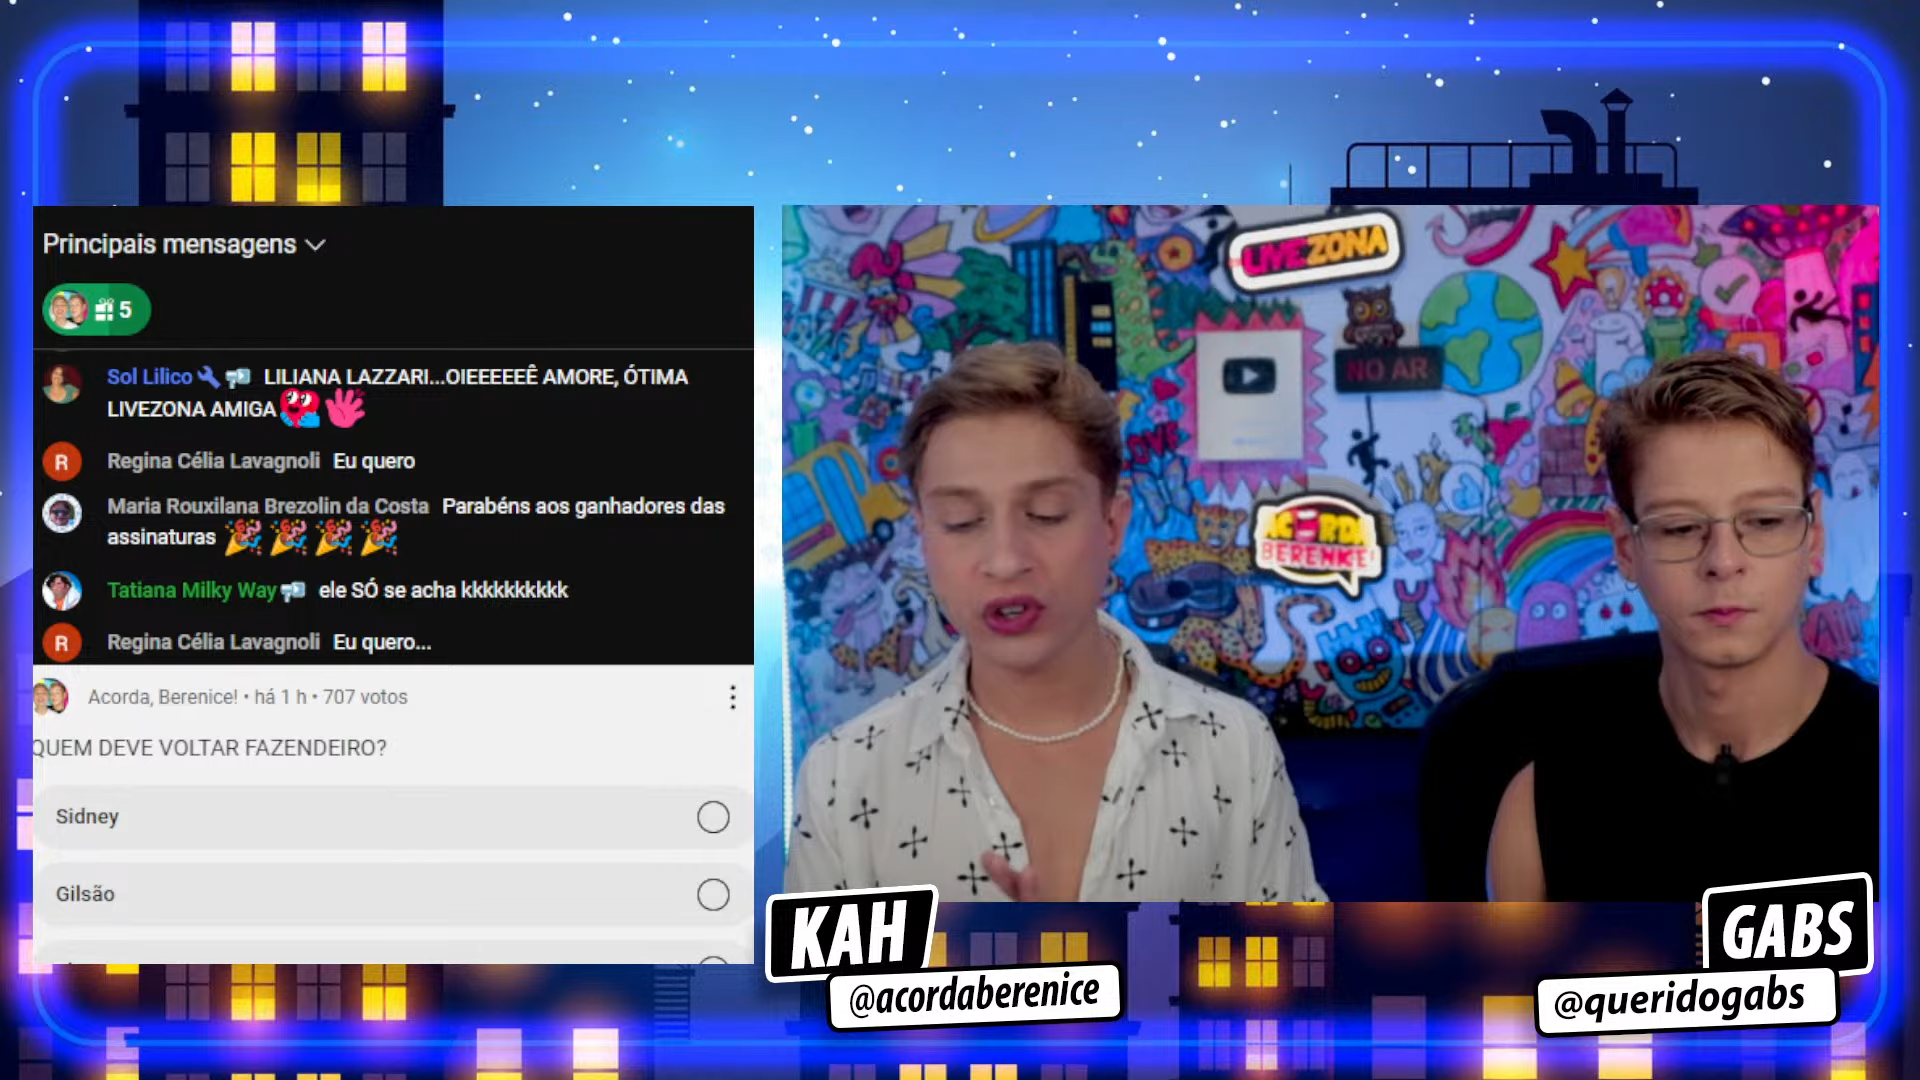 Principais mensagens
5
Sol Lilico LILIANA LAZZARI...OIEEEEEÊ AMORE, ÓTIMA
LIVEZONA AMIGA
R
Regina Célia Lavagnoli Eu quero
Maria Rouxilana Brezolin da Costa Parabéns aos ganhadores das
assinaturas
Tatiana Milky Way ele SÓ se acha kkkkkkkkkk
R
Regina Célia Lavagnoli Eu quero...
Acorda, Berenice! • há 1 h • 707 votos
QUEM DEVE VOLTAR FAZENDEIRO?
Sidney
Gilsão
LIVEZONA
NO AR
LOVE
ACORDA
BERENICE!
KAH
@acordaberenice
GABS
@queridogabs